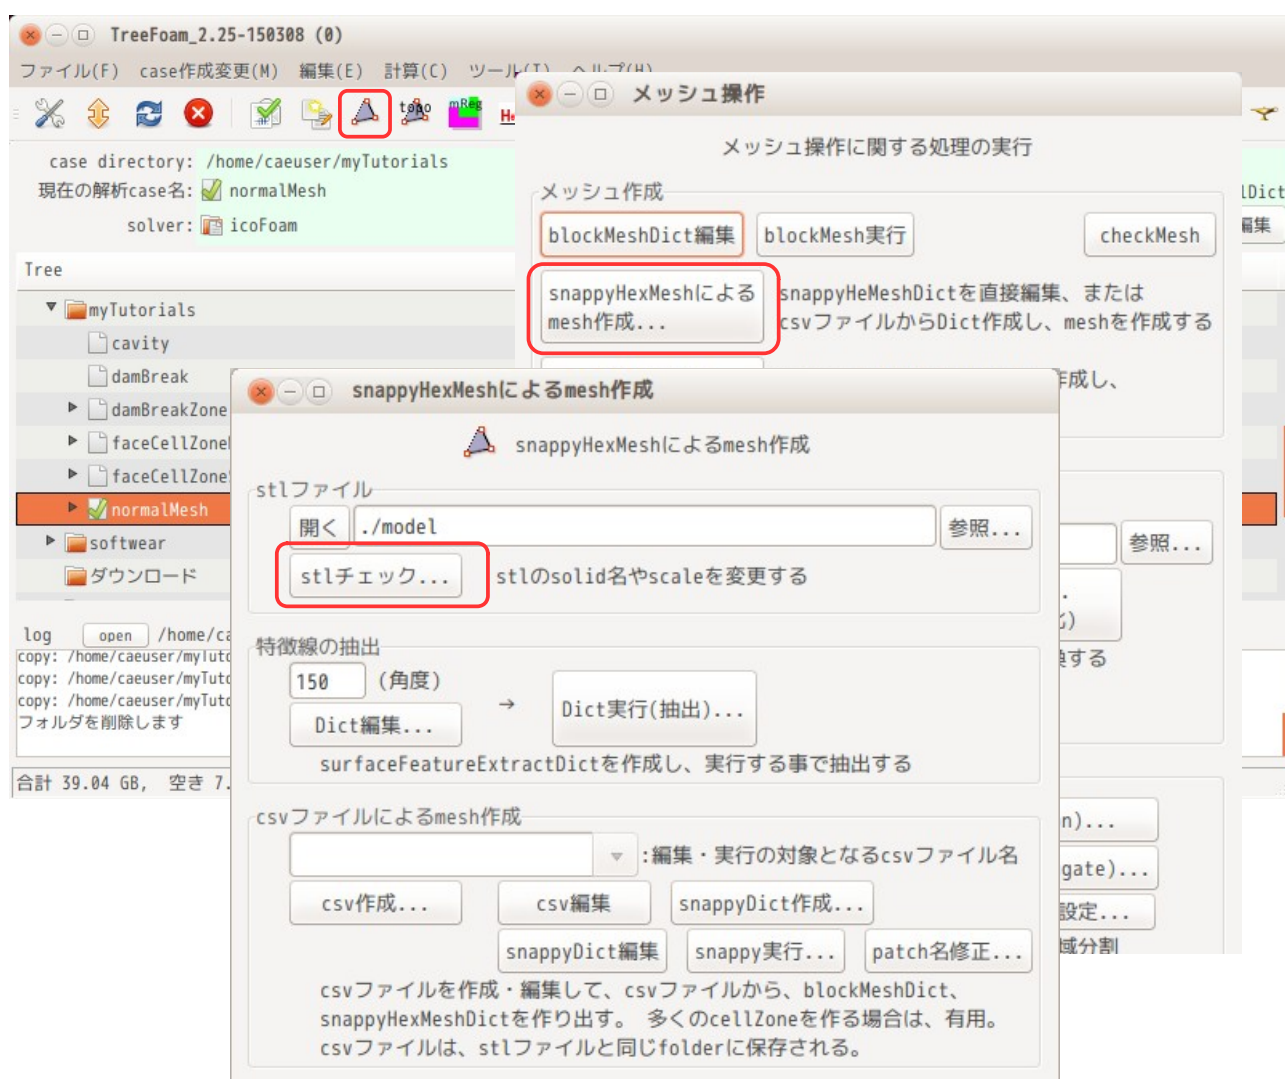 TreeFoam_2.25-150308 (0)
ファイル(F) case作成変更(M) 編集(E) 計算(C) ツール(T) ヘルプ(H)
topo mReg
case directory: /home/caeuser/myTutorials
現在の解析case名: normalMesh
solver: icoFoam
編集
Tree
myTutorials
cavity
damBreak
damBreakZone
faceCellZone
faceCellZone
normalMesh
softwear
ダウンロード
log open /home/ca
copy: /home/caeuser/myTuto
copy: /home/caeuser/myTuto
copy: /home/caeuser/myTuto
フォルダを削除します
合計 39.04 GB, 空き 7.
メッシュ操作
メッシュ操作に関する処理の実行
メッシュ作成
blockMeshDict編集 blockMesh実行 checkMesh
snappyHexMeshによる
mesh作成...
snappyHeMeshDictを直接編集、または
csvファイルからDict作成し、meshを作成する
作成し、
参照...
する
n)...
gate)...
設定...
域分割
snappyHexMeshによるmesh作成
snappyHexMeshによるmesh作成
stlファイル
開く ./model 参照...
stlチェック... stlのsolid名やscaleを変更する
特徴線の抽出
150 (角度)
Dict編集... → Dict実行(抽出)...
surfaceFeatureExtractDictを作成し、実行する事で抽出する
csvファイルによるmesh作成
:編集・実行の対象となるcsvファイル名
csv作成... csv編集 snappyDict作成...
snappyDict編集 snappy実行... patch名修正...
csvファイルを作成・編集して、csvファイルから、blockMeshDict、
snappyHexMeshDictを作り出す。 多くのcellZoneを作る場合は、有用。
csvファイルは、stlファイルと同じfolderに保存される。